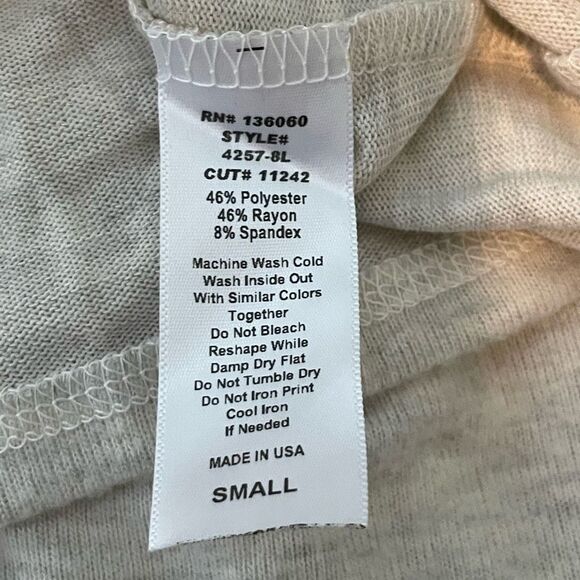 RN# 136060
STYLE#
4257-8L
CUT# 11242
46% Polyester
46% Rayon
8% Spandex
Machine Wash Cold
Wash Inside Out
With Similar Colors
Together
Do Not Bleach
Reshape While
Damp Dry Flat
Do Not Tumble Dry
Do Not Iron Print
Cool Iron
If Needed
MADE IN USA
SMALL